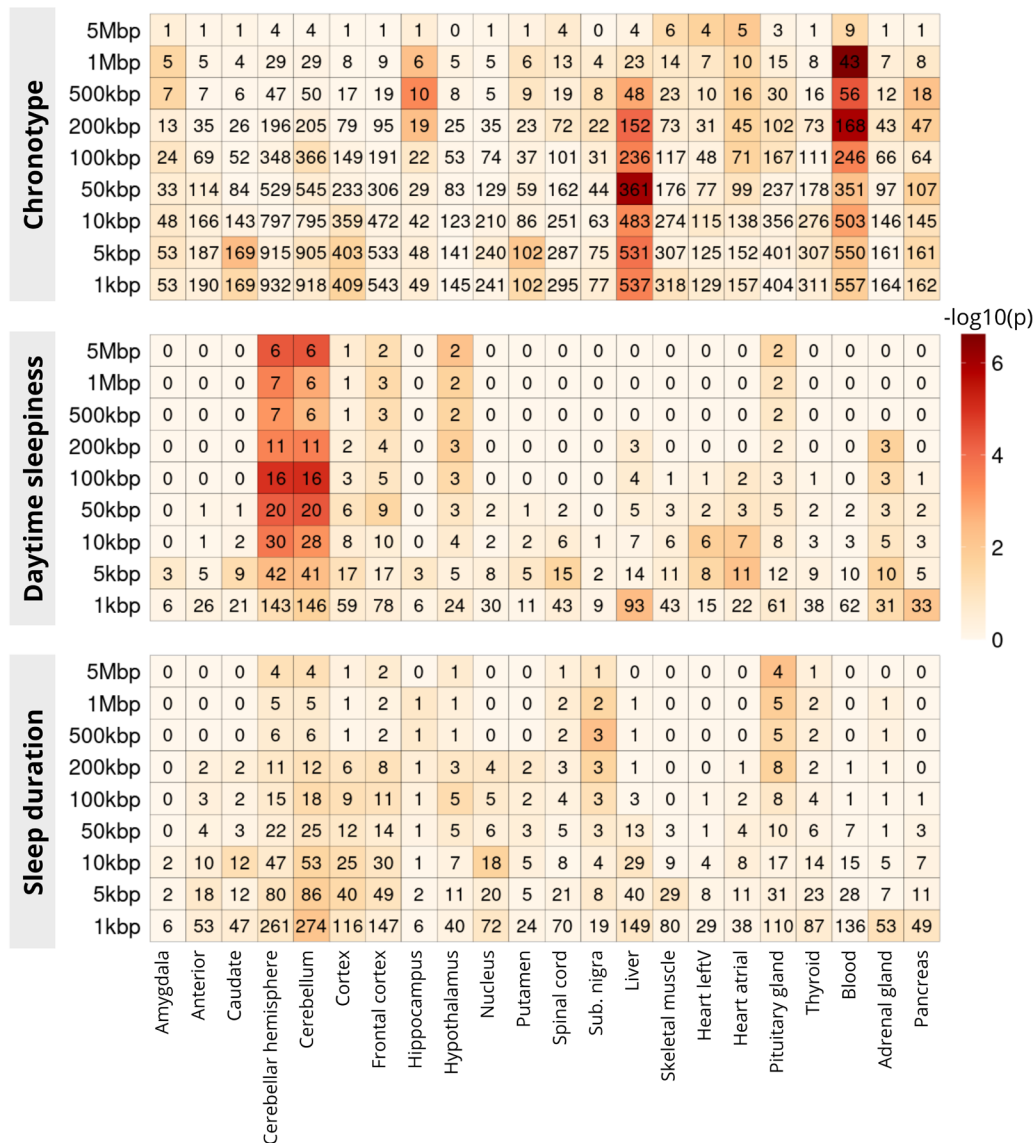 Chronotype
5Mbp 1 1 1 4 4 1 1 1 0 1 1 4 0 4 6 4 5 3 1 9 1 1
1Mbp 5 5 4 29 29 8 9 6 5 5 6 13 4 23 14 7 10 15 8 43 7 8
500kbp 7 7 6 47 50 17 19 10 8 5 9 19 8 48 23 10 16 30 16 56 12 18
200kbp 13 35 26 196 205 79 95 19 25 35 23 72 22 152 73 31 45 102 73 168 43 47
100kbp 24 69 52 348 366 149 191 22 53 74 37 101 31 236 117 48 71 167 111 246 66 64
50kbp 33 114 84 529 545 233 306 29 83 129 59 162 44 361 176 77 99 237 178 351 97 107
10kbp 48 166 143 797 795 359 472 42 123 210 86 251 63 483 274 115 138 356 276 503 146 145
5kbp 53 187 169 915 905 403 533 48 141 240 102 287 75 531 307 125 152 401 307 550 161 161
1kbp 53 190 169 932 918 409 543 49 145 241 102 295 77 537 318 129 157 404 311 557 164 162
-log10(p)
6
4
2
0
Daytime sleepiness
5Mbp 0 0 0 6 6 1 2 0 2 0 0 0 0 0 0 0 0 2 0 0 0 0
1Mbp 0 0 0 7 6 1 3 0 2 0 0 0 0 0 0 0 0 2 0 0 0 0
500kbp 0 0 0 7 6 1 3 0 2 0 0 0 0 0 0 0 0 2 0 0 0 0
200kbp 0 0 0 11 11 2 4 0 3 0 0 0 0 3 0 0 0 2 0 0 3 0
100kbp 0 0 0 16 16 3 5 0 3 0 0 0 0 4 1 1 2 3 1 0 3 1
50kbp 0 1 1 20 20 6 9 0 3 2 1 2 0 5 3 2 3 5 2 2 3 2
10kbp 0 1 2 30 28 8 10 0 4 2 2 6 1 7 6 6 7 8 3 3 5 3
5kbp 3 5 9 42 41 17 17 3 5 8 5 15 2 14 11 8 11 12 9 10 10 5
1kbp 6 26 21 143 146 59 78 6 24 30 11 43 9 93 43 15 22 61 38 62 31 33
Sleep duration
5Mbp 0 0 0 4 4 1 2 0 1 0 0 1 1 0 0 0 0 4 1 0 0 0
1Mbp 0 0 0 5 5 1 2 1 1 0 0 2 2 1 0 0 0 5 2 0 1 0
500kbp 0 0 0 6 6 1 2 1 1 0 0 2 3 1 0 0 0 5 2 0 1 0
200kbp 0 2 2 11 12 6 8 1 3 4 2 3 3 1 0 0 1 8 2 1 1 0
100kbp 0 3 2 15 18 9 11 1 5 5 2 4 3 3 0 1 2 8 4 1 1 1
50kbp 0 4 3 22 25 12 14 1 5 6 3 5 3 13 3 1 4 10 6 7 1 3
10kbp 2 10 12 47 53 25 30 1 7 18 5 8 4 29 9 4 8 17 14 15 5 7
5kbp 2 18 12 80 86 40 49 2 11 20 5 21 8 40 29 8 11 31 23 28 7 11
1kbp 6 53 47 261 274 116 147 6 40 72 24 70 19 149 80 29 38 110 87 136 53 49
Amygdala
Anterior
Caudate
Cerebellar hemisphere
Cerebellum
Cortex
Frontal cortex
Hippocampus
Hypothalamus
Nucleus
Putamen
Spinal cord
Sub. nigra
Liver
Skeletal muscle
Heart leftV
Heart atrial
Pituitary gland
Thyroid
Blood
Adrenal gland
Pancreas